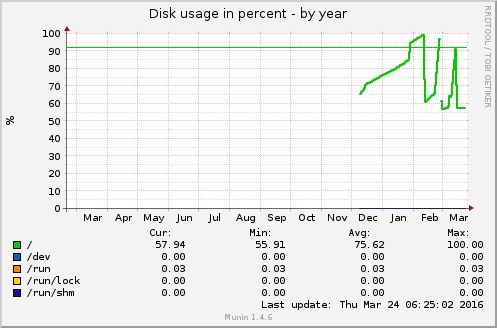 Disk usage in percent - by year
RRDTOOL / TOBI OETIKER
%
100
90
80
70
60
50
40
30
20
10
0
Mar Apr May Jun Jul Aug Sep Oct Nov Dec Jan Feb Mar
Cur: Min: Avg: Max:
/ 57.94 55.91 75.62 100.00
/dev 0.00 0.00 0.00 0.00
/run 0.03 0.03 0.03 0.03
/run/lock 0.00 0.00 0.00 0.00
/run/shm 0.00 0.00 0.00 0.00
Last update: Thu Mar 24 06:25:02 2016
Munin 1.4.6